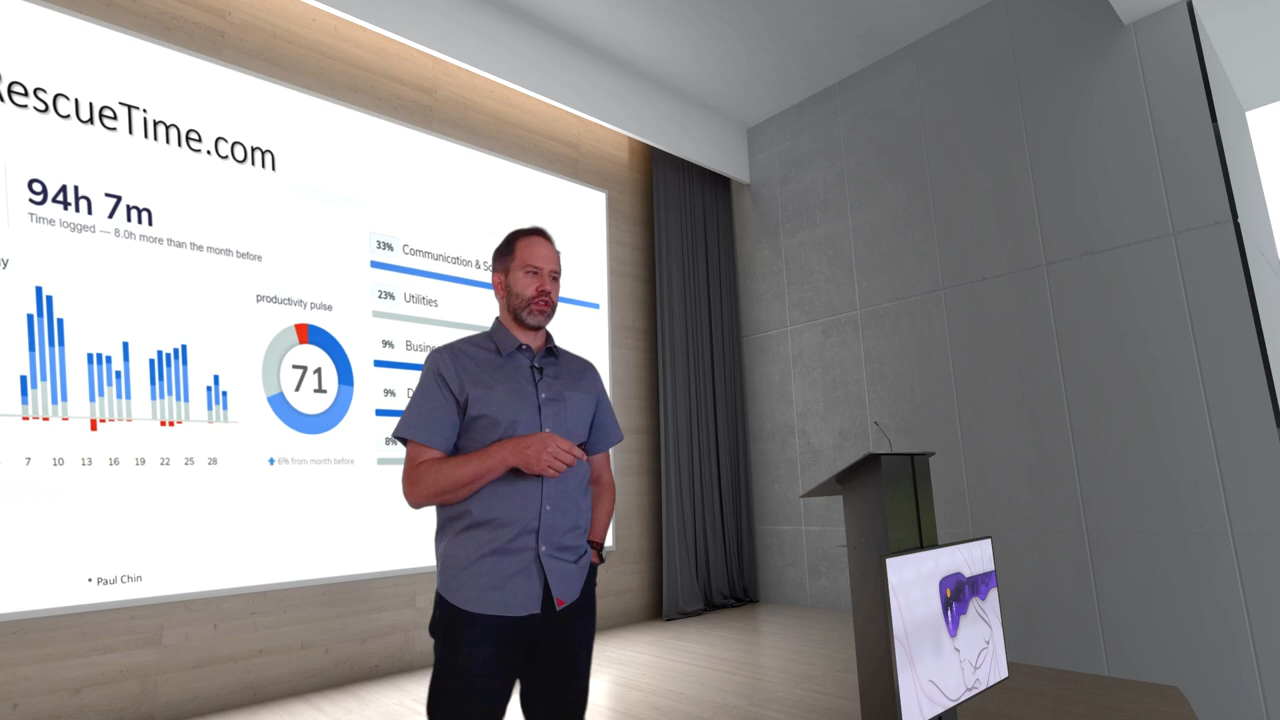 RescueTime.com
94h 7m
Time logged — 8.0h more than the month before
productivity pulse
71
6% from month before
33% Communication &
23% Utilities
9%
9%
8%
7 10 13 16 19 22 25 28
* Paul Chin